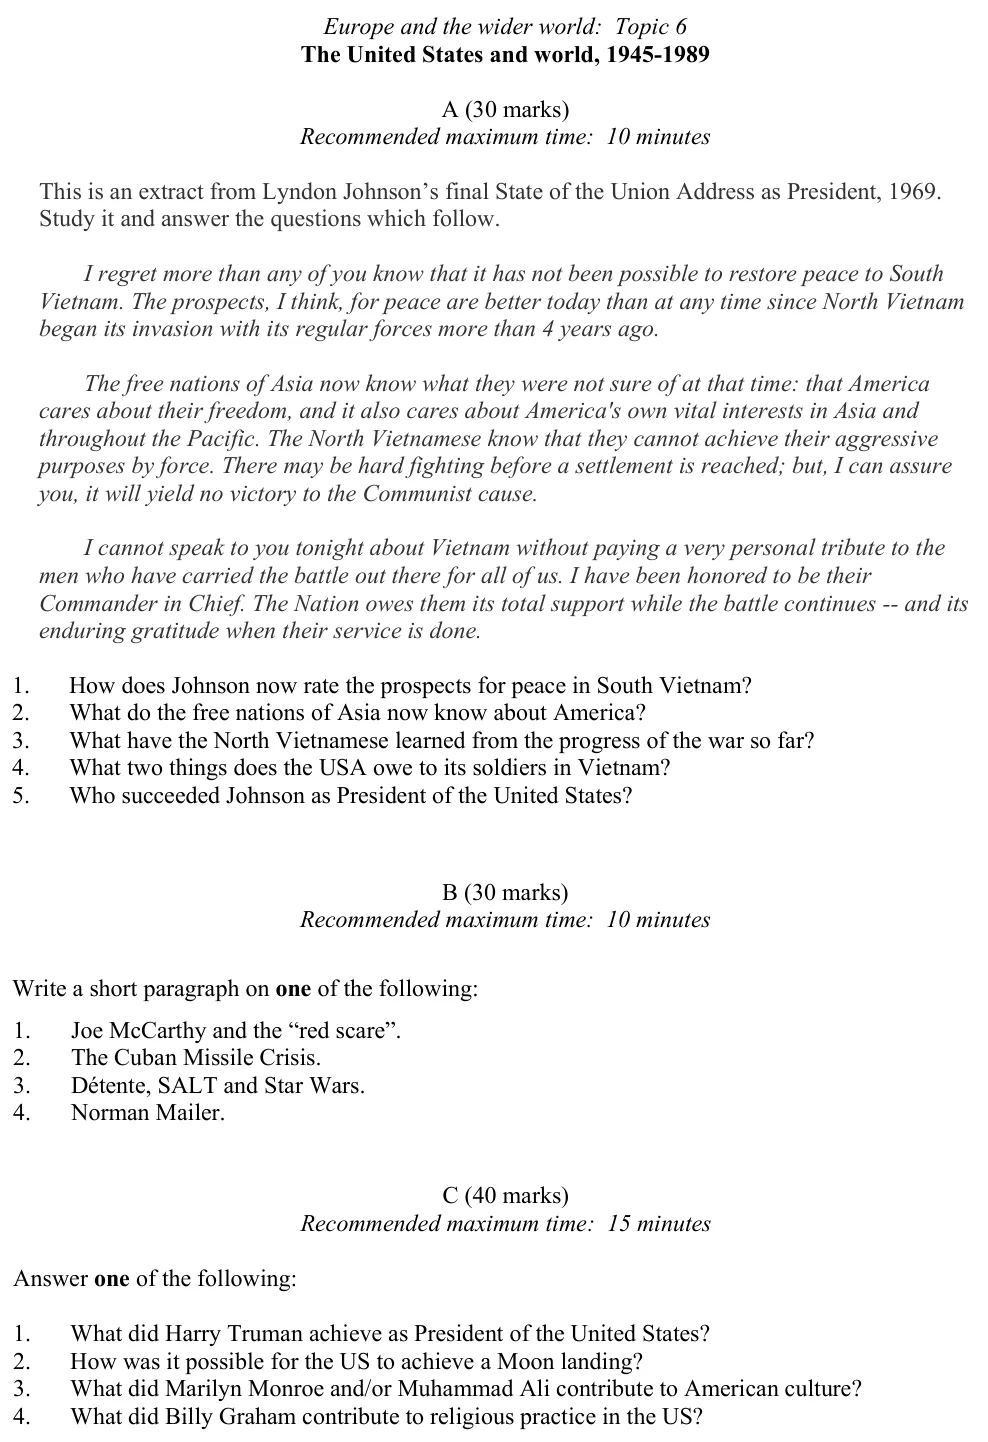 Europe and the wider world:  Topic 6
The United States and world, 1945-1989
A (30 marks)
Recommended maximum time:  10 minutes
This is an extract from Lyndon Johnson’s final State of the Union Address as President, 1969.
Study it and answer the questions which follow.
I regret more than any of you know that it has not been possible to restore peace to South
Vietnam. The prospects, I think, for peace are better today than at any time since North Vietnam
began its invasion with its regular forces more than 4 years ago.
The free nations of Asia now know what they were not sure of at that time: that America
cares about their freedom, and it also cares about America's own vital interests in Asia and
throughout the Pacific. The North Vietnamese know that they cannot achieve their aggressive
purposes by force. There may be hard fighting before a settlement is reached; but, I can assure
you, it will yield no victory to the Communist cause.
I cannot speak to you tonight about Vietnam without paying a very personal tribute to the
men who have carried the battle out there for all of us. I have been honored to be their
Commander in Chief. The Nation owes them its total support while the battle continues -- and its
enduring gratitude when their service is done.
1. How does Johnson now rate the prospects for peace in South Vietnam?
2. What do the free nations of Asia now know about America?
3. What have the North Vietnamese learned from the progress of the war so far?
4. What two things does the USA owe to its soldiers in Vietnam?
5. Who succeeded Johnson as President of the United States?
B (30 marks)
Recommended maximum time:  10 minutes
Write a short paragraph on one of the following:
1. Joe McCarthy and the “red scare”.
2. The Cuban Missile Crisis.
3. Détente, SALT and Star Wars.
4. Norman Mailer.
C (40 marks)
Recommended maximum time:  15 minutes
Answer one of the following:
1. What did Harry Truman achieve as President of the United States?
2. How was it possible for the US to achieve a Moon landing?
3. What did Marilyn Monroe and/or Muhammad Ali contribute to American culture?
4. What did Billy Graham contribute to religious practice in the US?